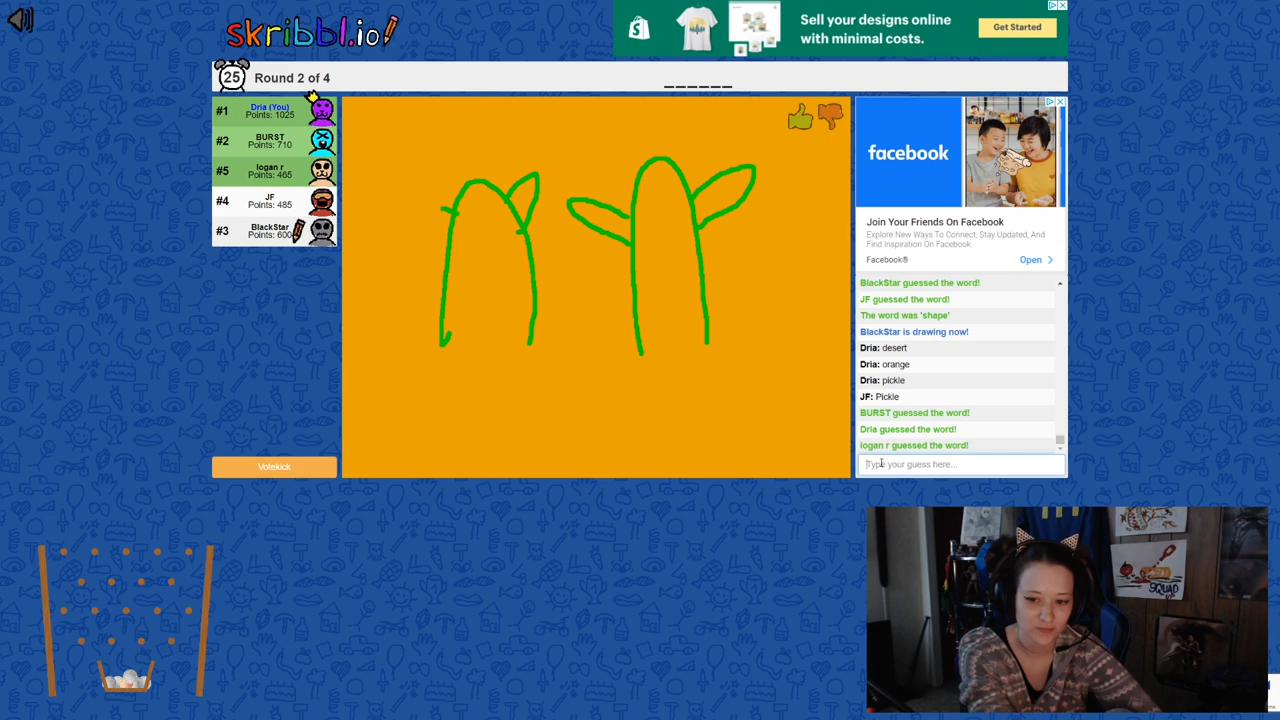 skribbl.io
Sell your designs online
with minimal costs.
Get Started
25
Round 2 of 4
______
#1
Dria (You)
Points: 1025
#2
BURST
Points: 710
#5
logan r
Points: 465
#4
JF
Points: 485
#3
BlackStar
Points: 600
Votekick
facebook
Join Your Friends On Facebook
Explore New Ways To Connect, Stay Updated, And
Find Inspiration On Facebook.
Facebook®
Open
BlackStar guessed the word!
JF guessed the word!
The word was 'shape'
BlackStar is drawing now!
Dria: desert
Dria: orange
Dria: pickle
JF: Pickle
BURST guessed the word!
Dria guessed the word!
logan r guessed the word!
Type your guess here...
SQUAD